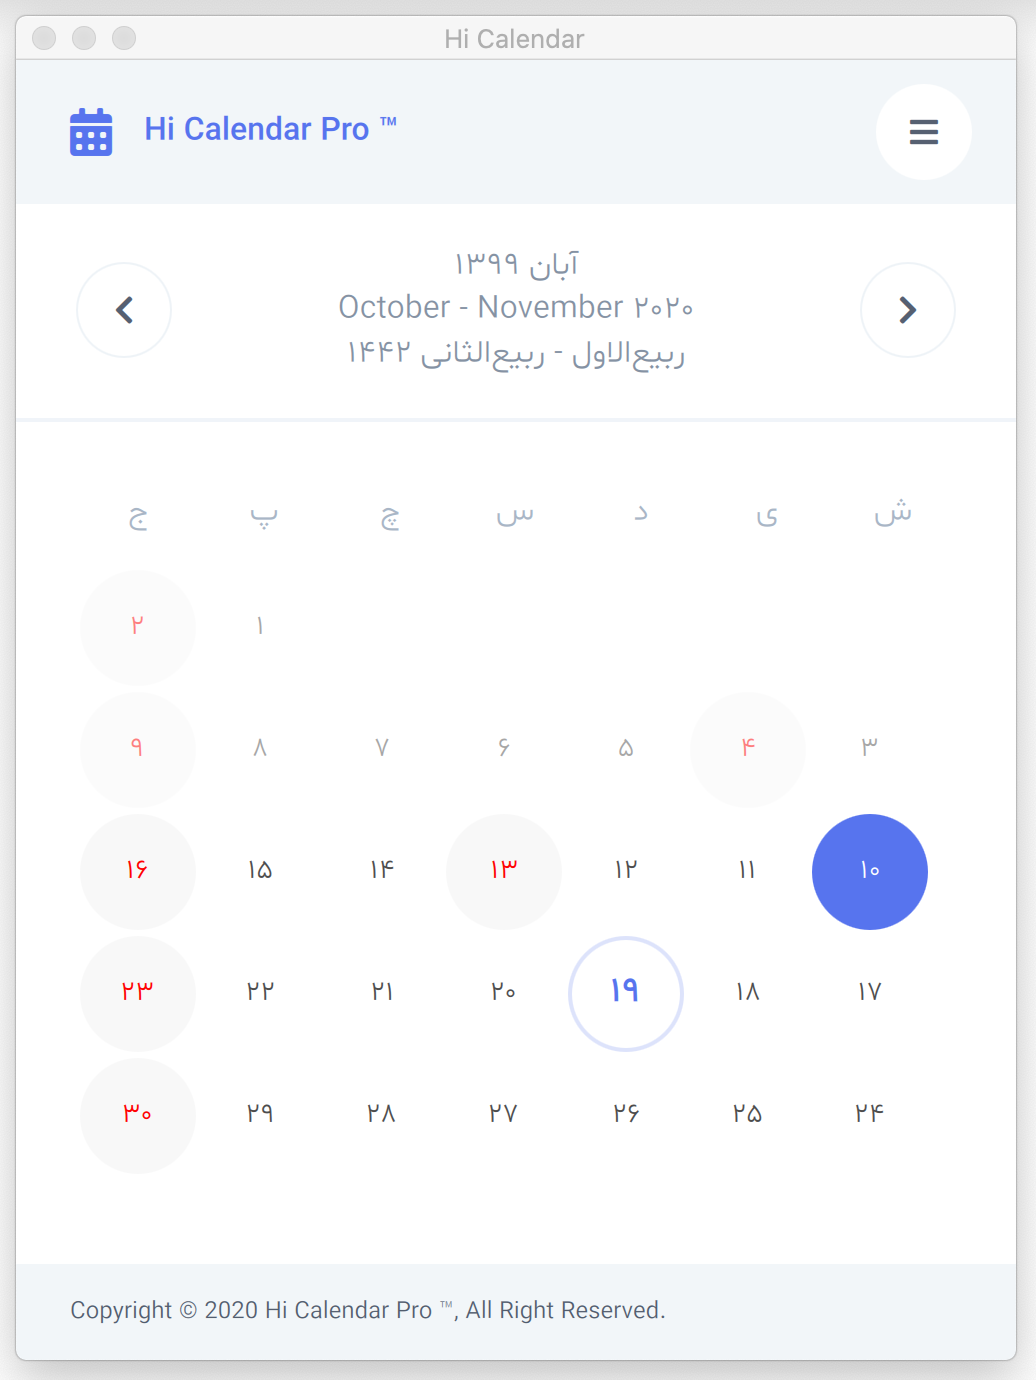 Hi Calendar
Hi Calendar Pro ™
آبان ۱۳۹۹
October - November ۲۰۲۰
ربیع‌الاول - ربیع‌الثانی ۱۴۴۲
ش ی د س چ پ ج
۱ ۲
۳ ۴ ۵ ۶ ۷ ۸ ۹
۱۰ ۱۱ ۱۲ ۱۳ ۱۴ ۱۵ ۱۶
۱۷ ۱۸ ۱۹ ۲۰ ۲۱ ۲۲ ۲۳
۲۴ ۲۵ ۲۶ ۲۷ ۲۸ ۲۹ ۳۰
Copyright © 2020 Hi Calendar Pro ™, All Right Reserved.